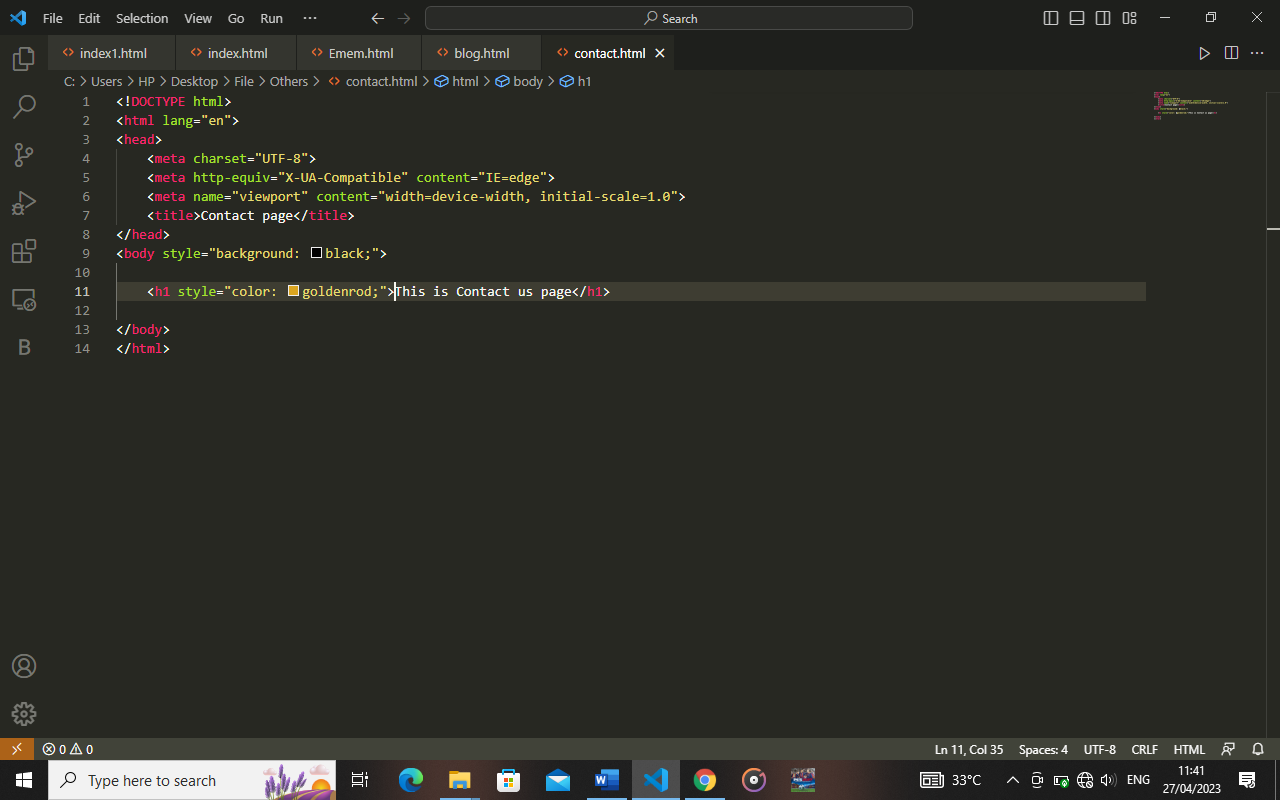 File Edit Selection View Go Run ··· Search
index1.html index.html Emem.html blog.html contact.html
C: > Users > HP > Desktop > File > Others > contact.html > html > body > h1
1 <!DOCTYPE html>
2 <html lang="en">
3 <head>
4 <meta charset="UTF-8">
5 <meta http-equiv="X-UA-Compatible" content="IE=edge">
6 <meta name="viewport" content="width=device-width, initial-scale=1.0">
7 <title>Contact page</title>
8 </head>
9 <body style="background: black;">
10
11 <h1 style="color: goldenrod;">This is Contact us page</h1>
12
13 </body>
14 </html>
B
0 0 Ln 11, Col 35 Spaces: 4 UTF-8 CRLF HTML
Type here to search 33°C ENG 11:41
27/04/2023